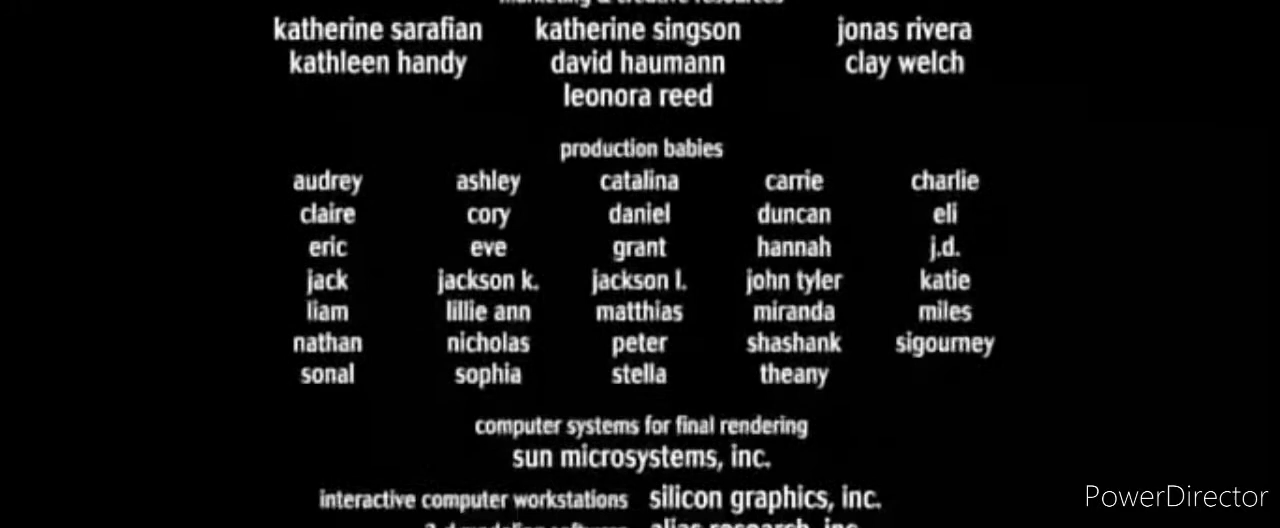 marketing & creative resources
katherine sarafian katherine singson jonas rivera
kathleen handy david haumann clay welch
leonora reed
production babies
audrey ashley catalina carrie charlie
claire cory daniel duncan eli
eric eve grant hannah j.d.
jack jackson k. jackson l. john tyler katie
liam lillie ann matthias miranda miles
nathan nicholas peter shashank sigourney
sonal sophia stella theany
computer systems for final rendering
sun microsystems, inc.
interactive computer workstations silicon graphics, inc.
PowerDirector